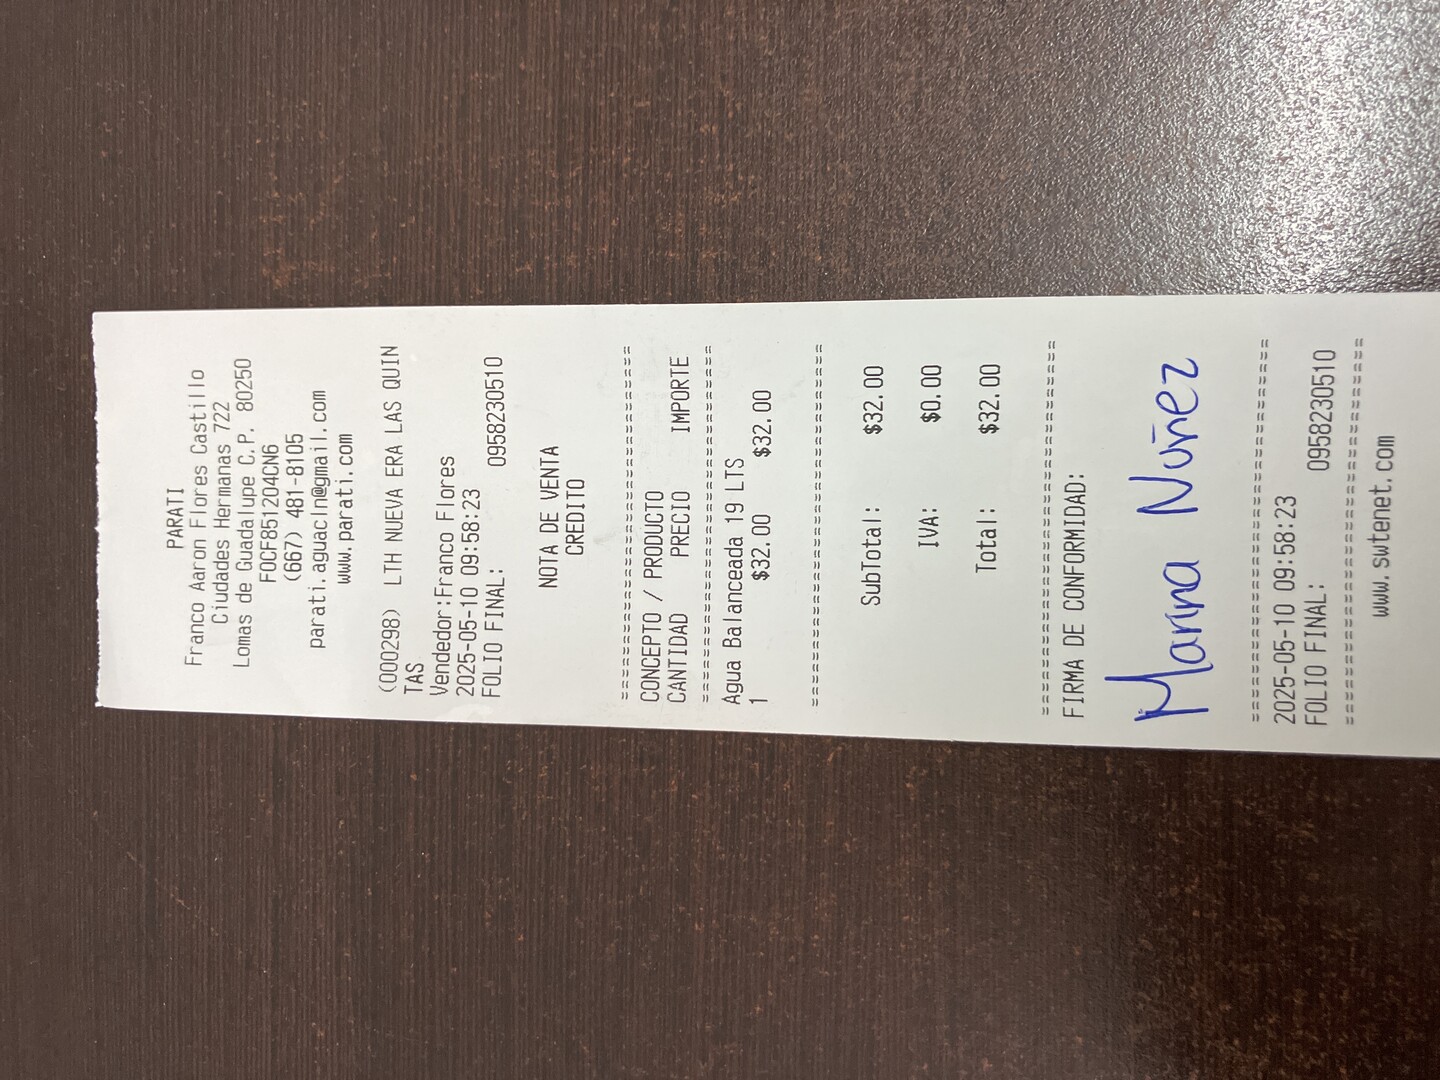 PARATI
Franco Aaron Flores Castillo
Ciudades Hermanas 722
Lomas de Guadalupe C.P. 80250
FOCF851204CN6
(667) 481-8105
parati.aguacln@gmail.com
www.parati.com
(000298) LTH NUEVA ERA LAS QUIN
TAS
Vendedor:Franco Flores
2025-05-10 09:58:23
FOLIO FINAL: 0958230510
NOTA DE VENTA
CREDITO
===============================
CONCEPTO / PRODUCTO
CANTIDAD PRECIO IMPORTE
===============================
Agua Balanceada 19 LTS
1 $32.00 $32.00
===============================
SubTotal: $32.00
IVA: $0.00
Total: $32.00
===============================
FIRMA DE CONFORMIDAD:
Marina Nuñez
===============================
2025-05-10 09:58:23
FOLIO FINAL: 0958230510
===============================
www.swtenet.com